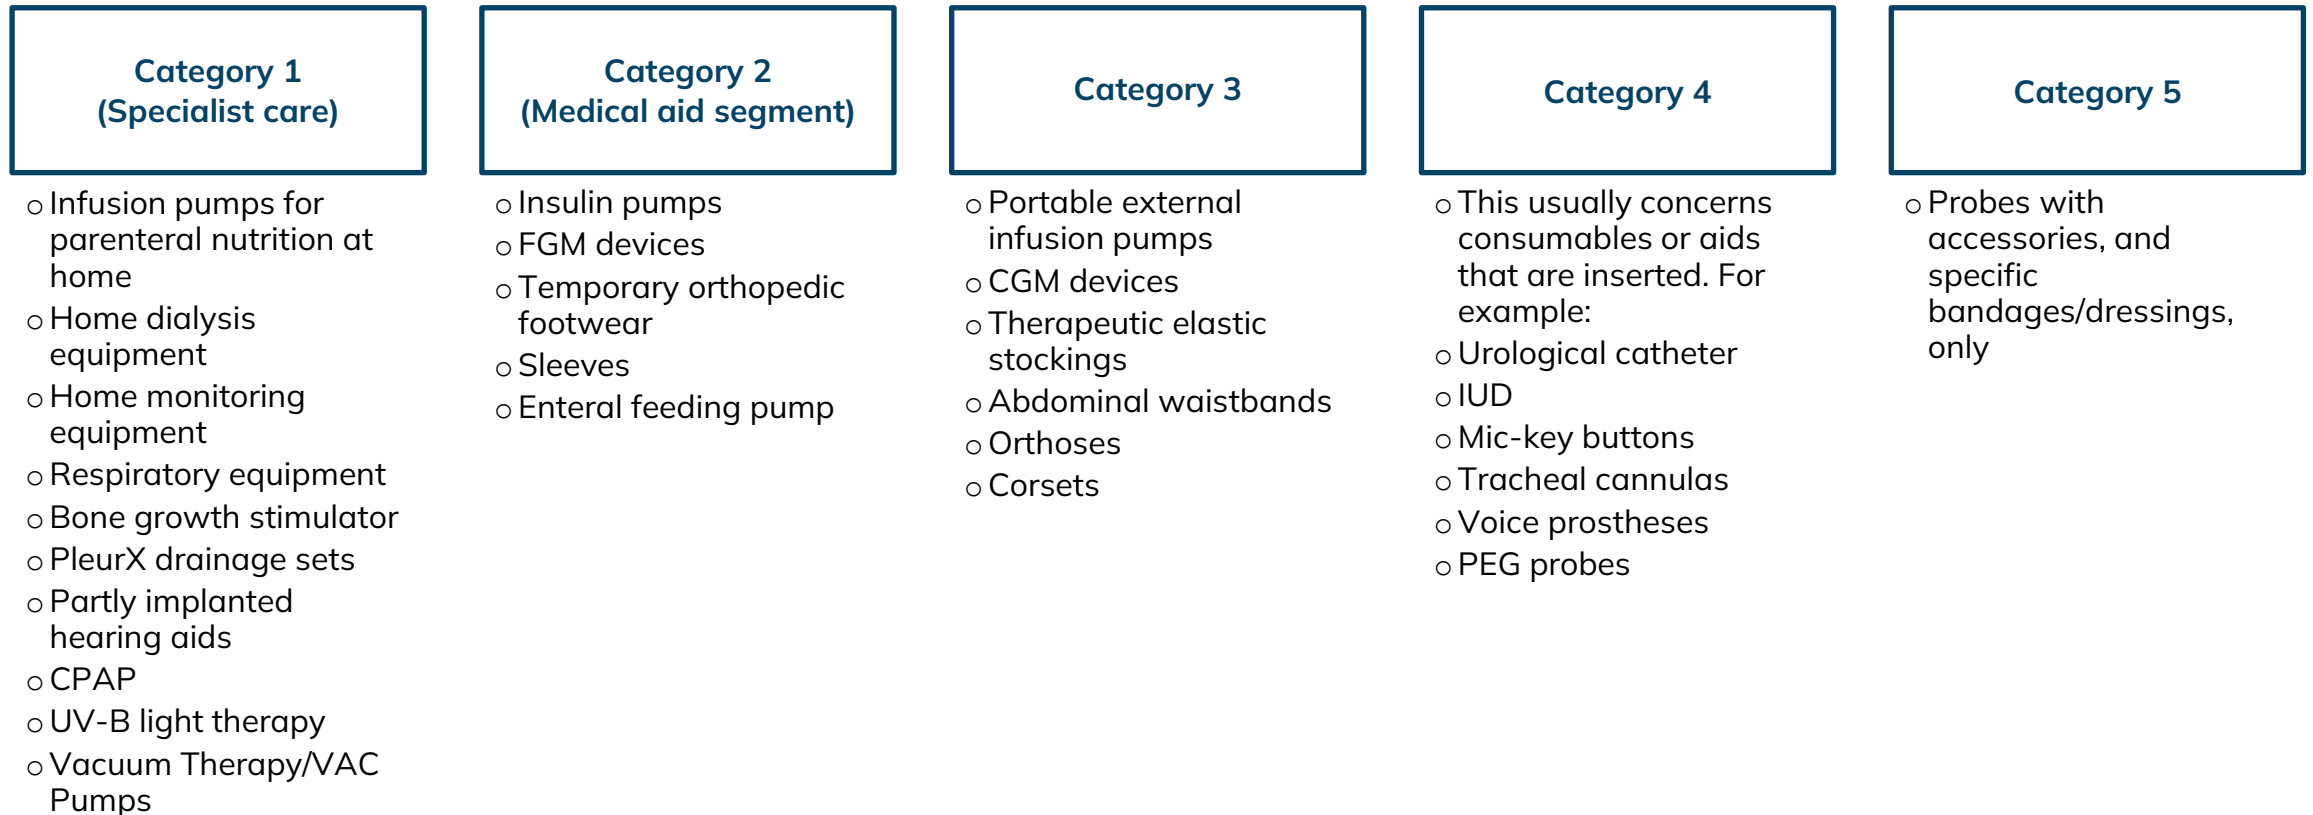 Category 1
(Specialist care)
○ Infusion pumps for
parenteral nutrition at
home
○ Home dialysis
equipment
○ Home monitoring
equipment
○ Respiratory equipment
○ Bone growth stimulator
○ PleurX drainage sets
○ Partly implanted
hearing aids
○ CPAP
○ UV-B light therapy
○ Vacuum Therapy/VAC
Pumps
Category 2
(Medical aid segment)
○ Insulin pumps
○ FGM devices
○ Temporary orthopedic
footwear
○ Sleeves
○ Enteral feeding pump
Category 3
○ Portable external
infusion pumps
○ CGM devices
○ Therapeutic elastic
stockings
○ Abdominal waistbands
○ Orthoses
○ Corsets
Category 4
○ This usually concerns
consumables or aids
that are inserted. For
example:
○ Urological catheter
○ IUD
○ Mic-key buttons
○ Tracheal cannulas
○ Voice prostheses
○ PEG probes
Category 5
○ Probes with
accessories, and
specific
bandages/dressings,
only